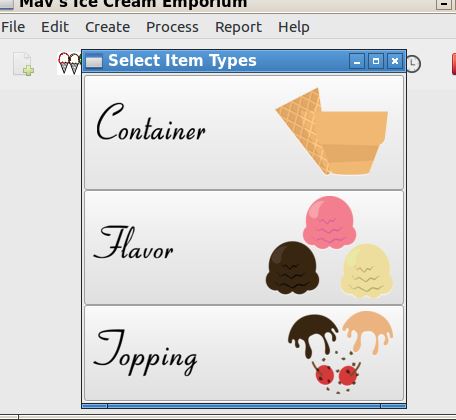 Mav's Ice Cream Emporium
File Edit Create Process Report Help
Select Item Types
Container
Flavor
Topping